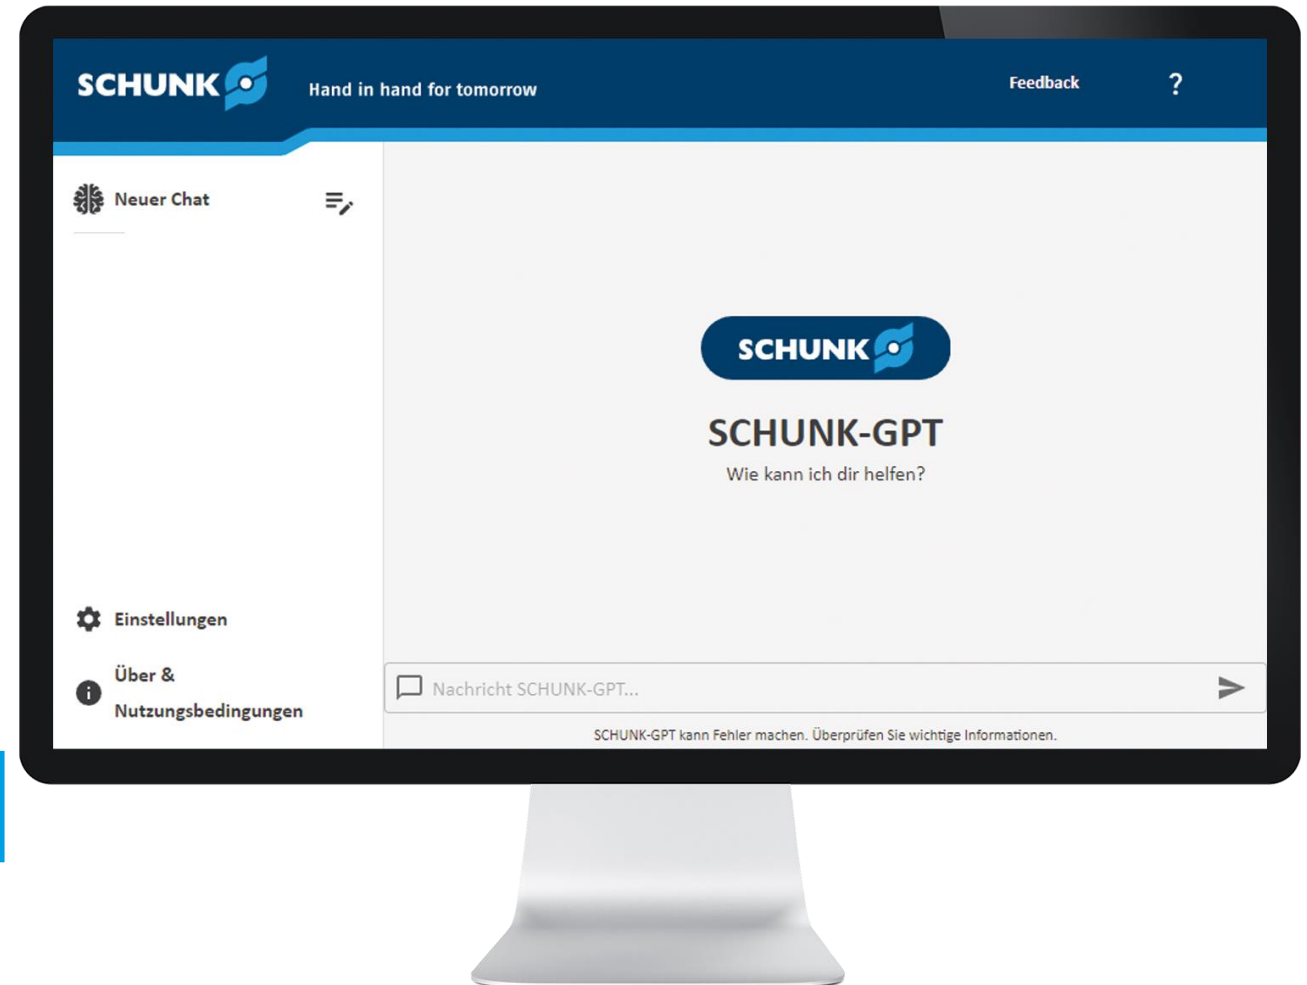 SCHUNK
Hand in hand for tomorrow
Feedback
?
Neuer Chat
SCHUNK
SCHUNK-GPT
Wie kann ich dir helfen?
Einstellungen
Über &
Nutzungsbedingungen
Nachricht SCHUNK-GPT...
SCHUNK-GPT kann Fehler machen. Überprüfen Sie wichtige Informationen.